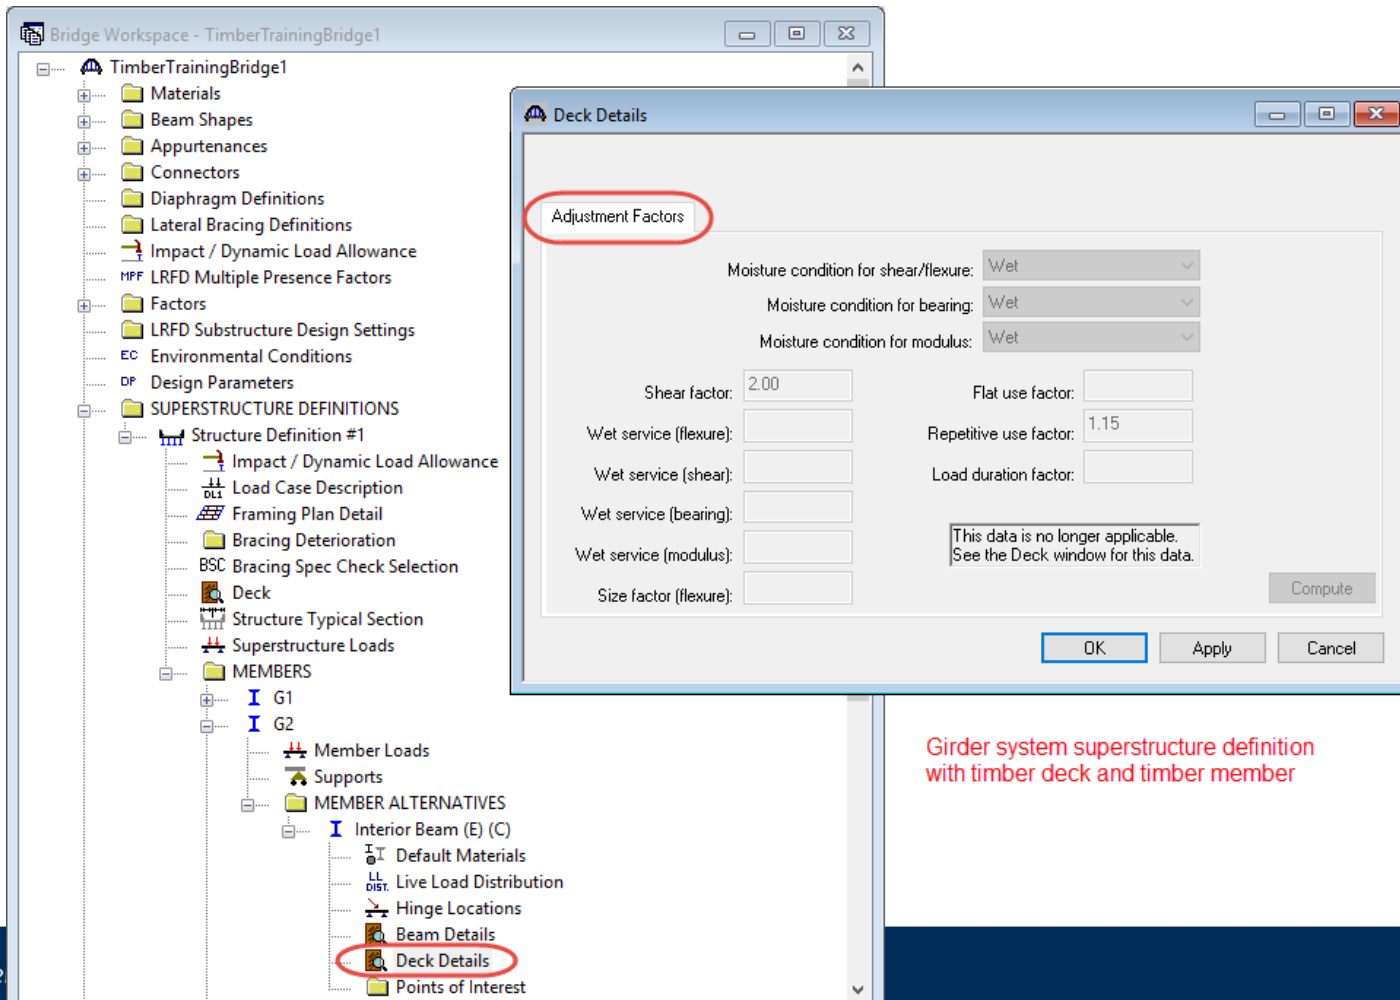 Bridge Workspace - TimberTrainingBridge1
TimberTrainingBridge1
Materials
Beam Shapes
Appurtenances
Connectors
Diaphragm Definitions
Lateral Bracing Definitions
Impact / Dynamic Load Allowance
MPF LRFD Multiple Presence Factors
Factors
LRFD Substructure Design Settings
EC Environmental Conditions
DP Design Parameters
SUPERSTRUCTURE DEFINITIONS
Structure Definition #1
Impact / Dynamic Load Allowance
DL1 Load Case Description
Framing Plan Detail
Bracing Deterioration
BSC Bracing Spec Check Selection
Deck
Structure Typical Section
Superstructure Loads
MEMBERS
G1
G2
Member Loads
Supports
MEMBER ALTERNATIVES
Interior Beam (E) (C)
Default Materials
LL DIST. Live Load Distribution
Hinge Locations
Beam Details
Deck Details
Points of Interest
Deck Details
Adjustment Factors
Moisture condition for shear/flexure: Wet
Moisture condition for bearing: Wet
Moisture condition for modulus: Wet
Shear factor: 2.00
Flat use factor:
Wet service (flexure):
Repetitive use factor: 1.15
Wet service (shear):
Load duration factor:
Wet service (bearing):
Wet service (modulus):
Size factor (flexure):
This data is no longer applicable.
See the Deck window for this data.
Compute
OK Apply Cancel
Girder system superstructure definition
with timber deck and timber member